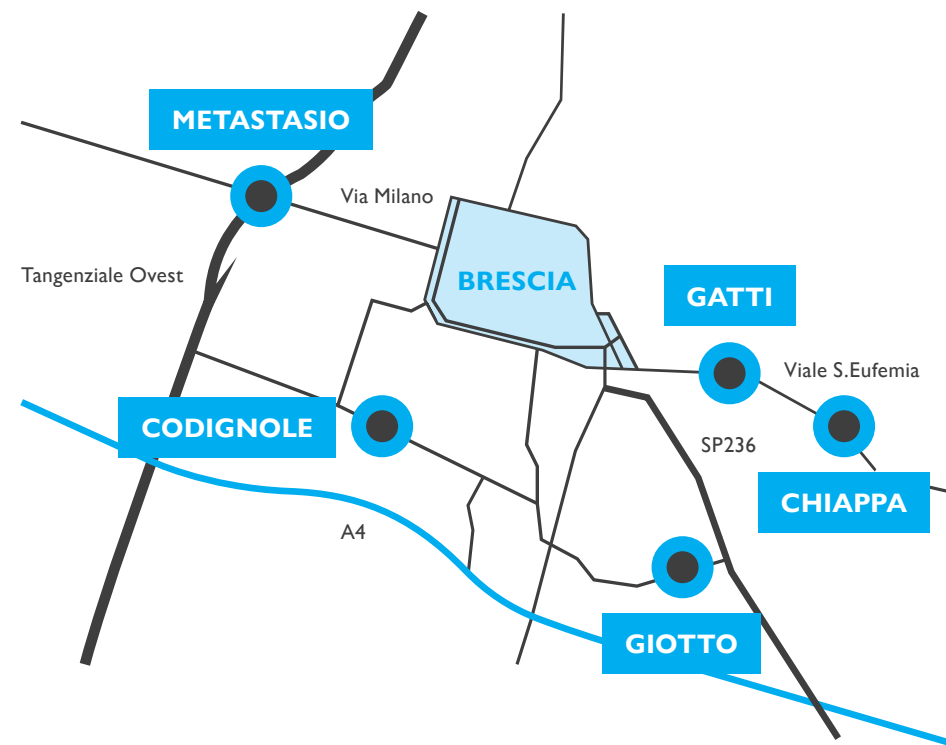 METASTASIO
Via Milano
Tangenziale Ovest
BRESCIA
GATTI
Viale S.Eufemia
CODIGNOLE
SP236
CHIAPPA
A4
GIOTTO